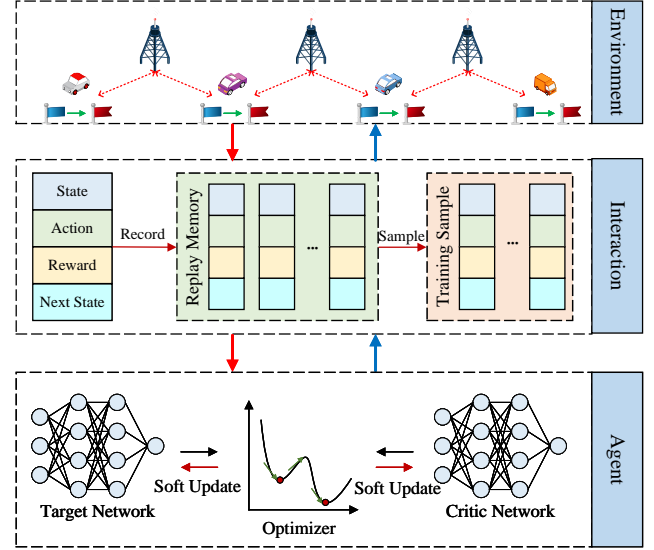 Environment
State
Action
Reward
Next State
Record
Replay Memory
...
Sample
Training Sample
...
Interaction
Target Network
Soft Update
Optimizer
Soft Update
Critic Network
Agent